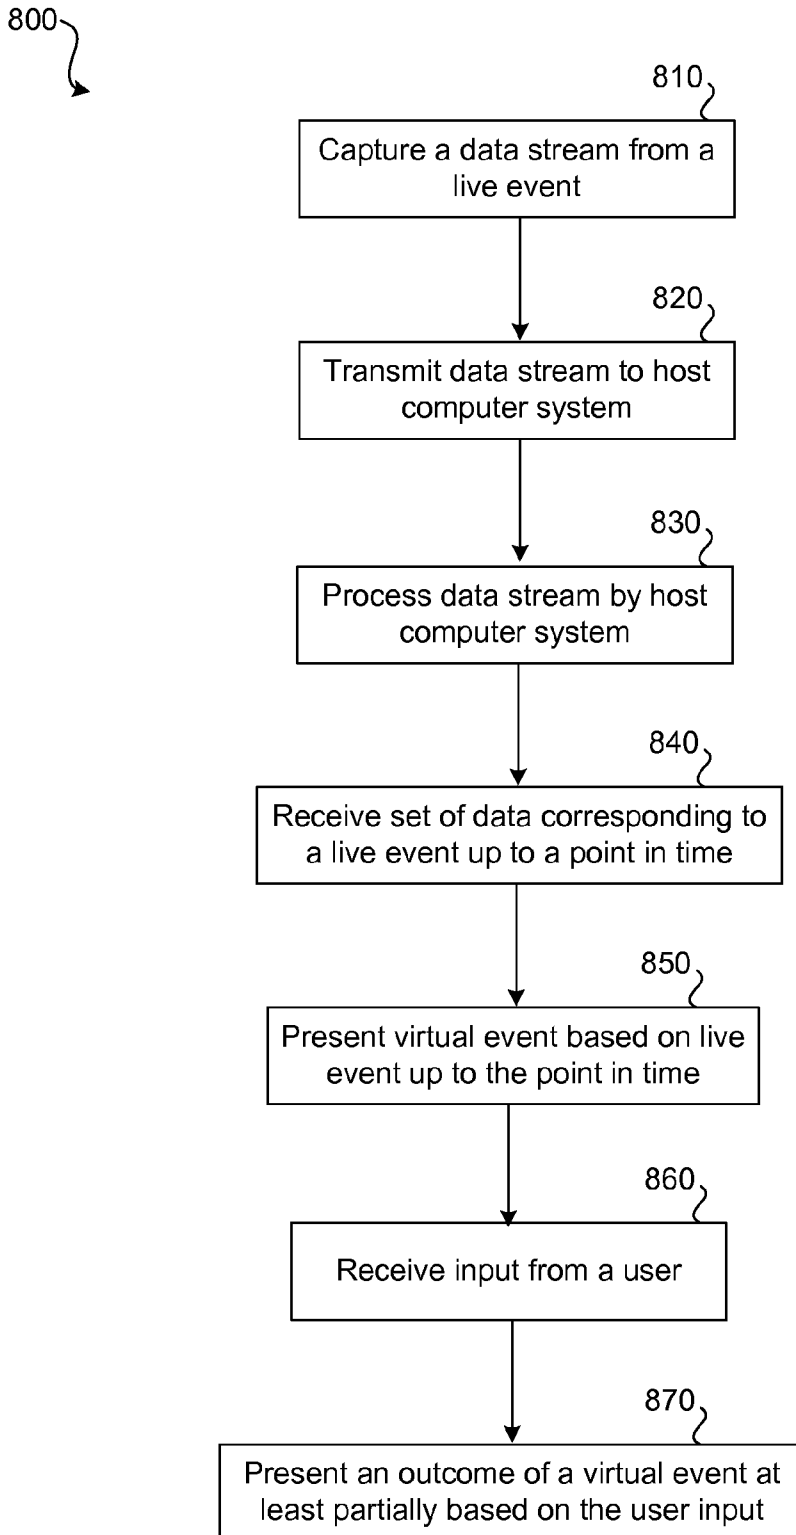 800
810
Capture a data stream from a
live event
820
Transmit data stream to host
computer system
830
Process data stream by host
computer system
840
Receive set of data corresponding to
a live event up to a point in time
850
Present virtual event based on live
event up to the point in time
860
Receive input from a user
870
Present an outcome of a virtual event at
least partially based on the user input